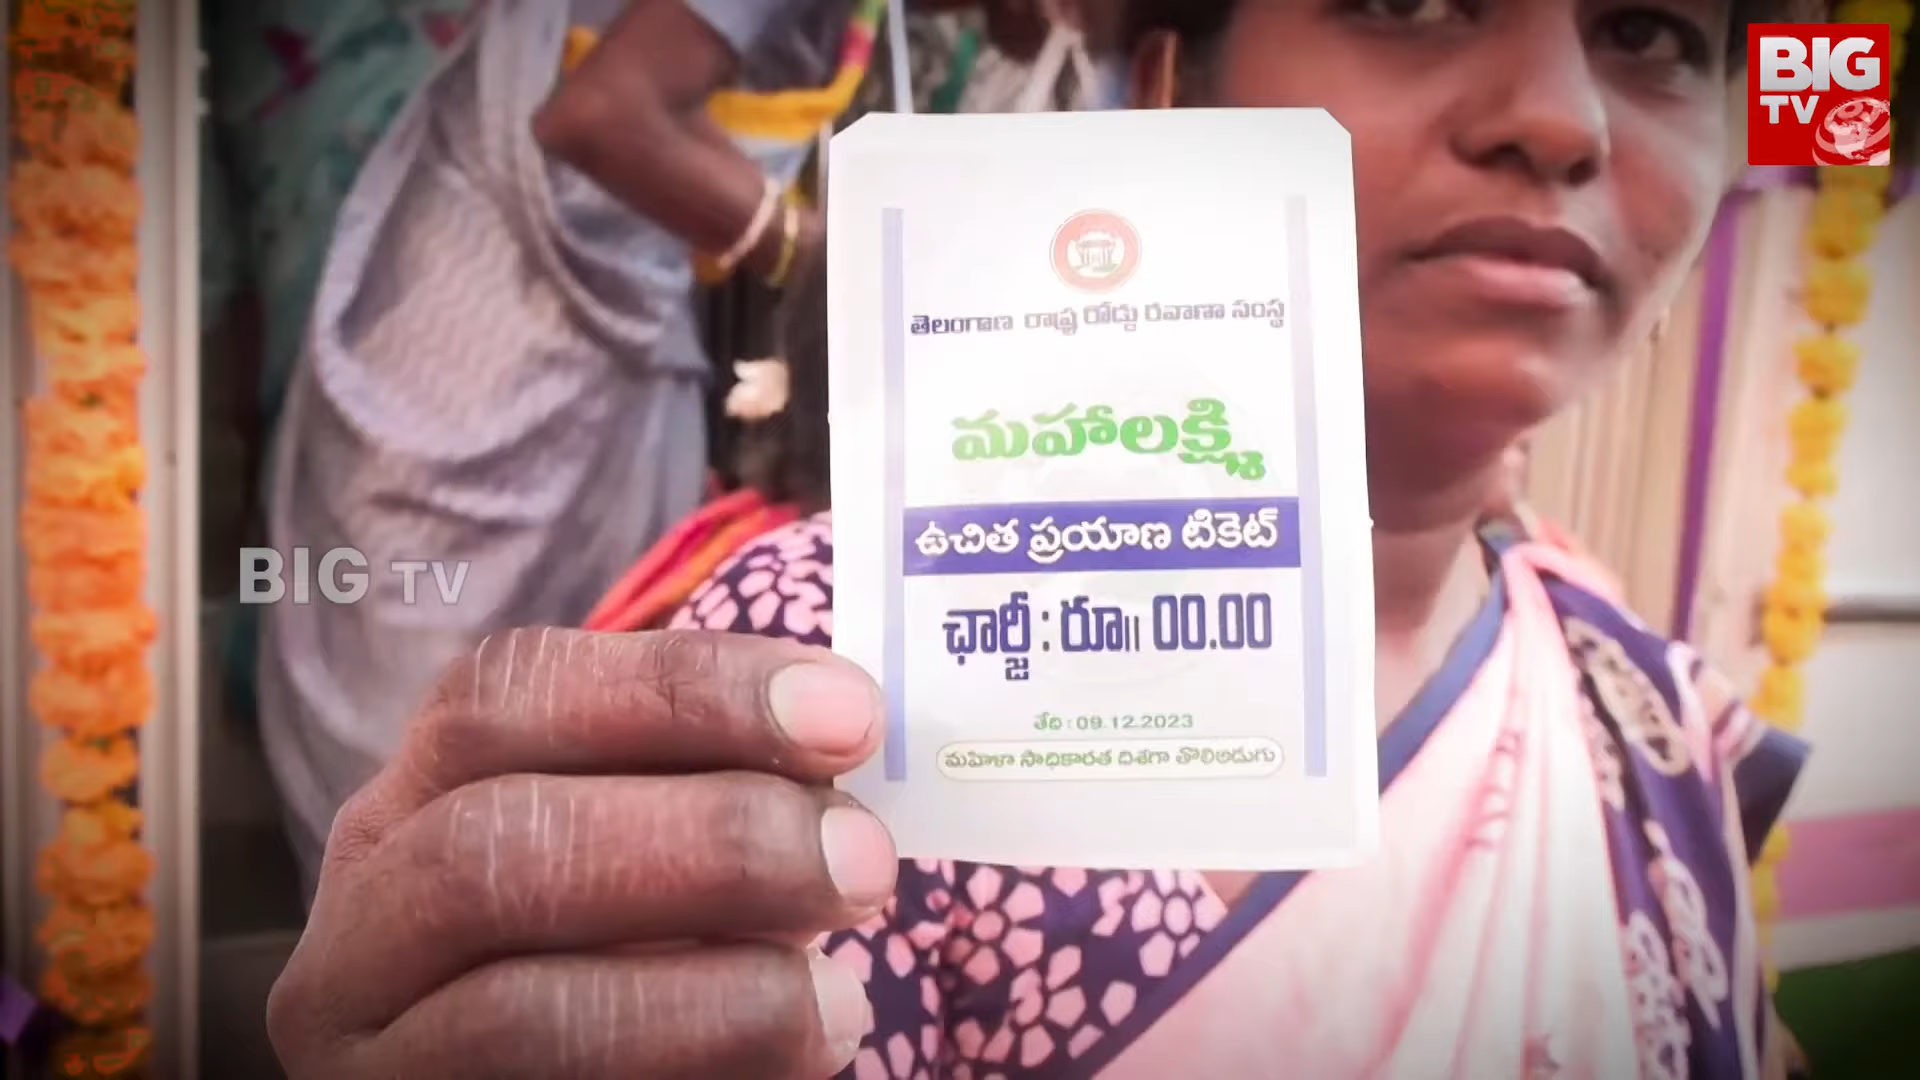 BIG
TV
తెలంగాణ రాష్ట్ర రోడ్డు రవాణా సంస్థ
మహాలక్ష్మి
ఉచిత ప్రయాణ టికెట్
ఛార్జీ : రూ॥ 00.00
తేది : 09.12.2023
మహిళా సాధికారత దిశగా తొలిఅడుగు
BIG TV